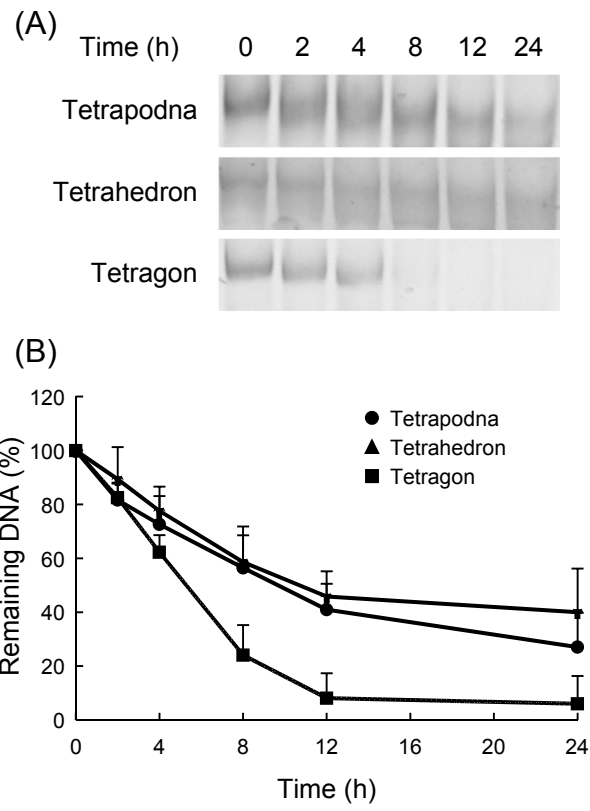 (A)
Time (h) 0 2 4 8 12 24
Tetrapodna
Tetrahedron
Tetragon
(B)
120
100
80
60
40
20
0
Remaining DNA (%)
Tetrapodna
Tetrahedron
Tetragon
0 4 8 12 16 20 24
Time (h)